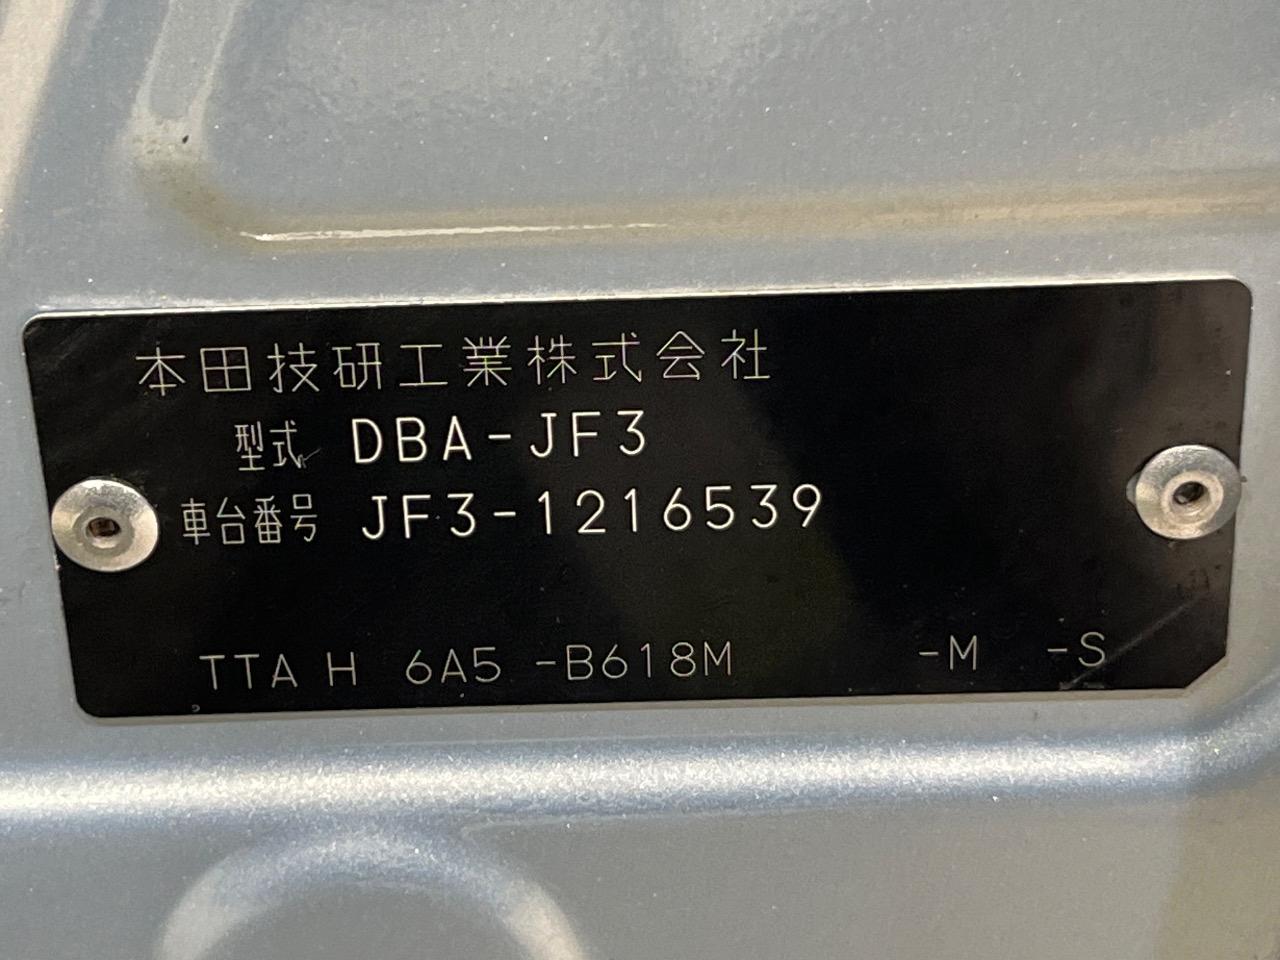 本田技研工業株式会社
型式 DBA-JF3
車台番号 JF3-1216539
TTA H 6A5 -B618M -M -S